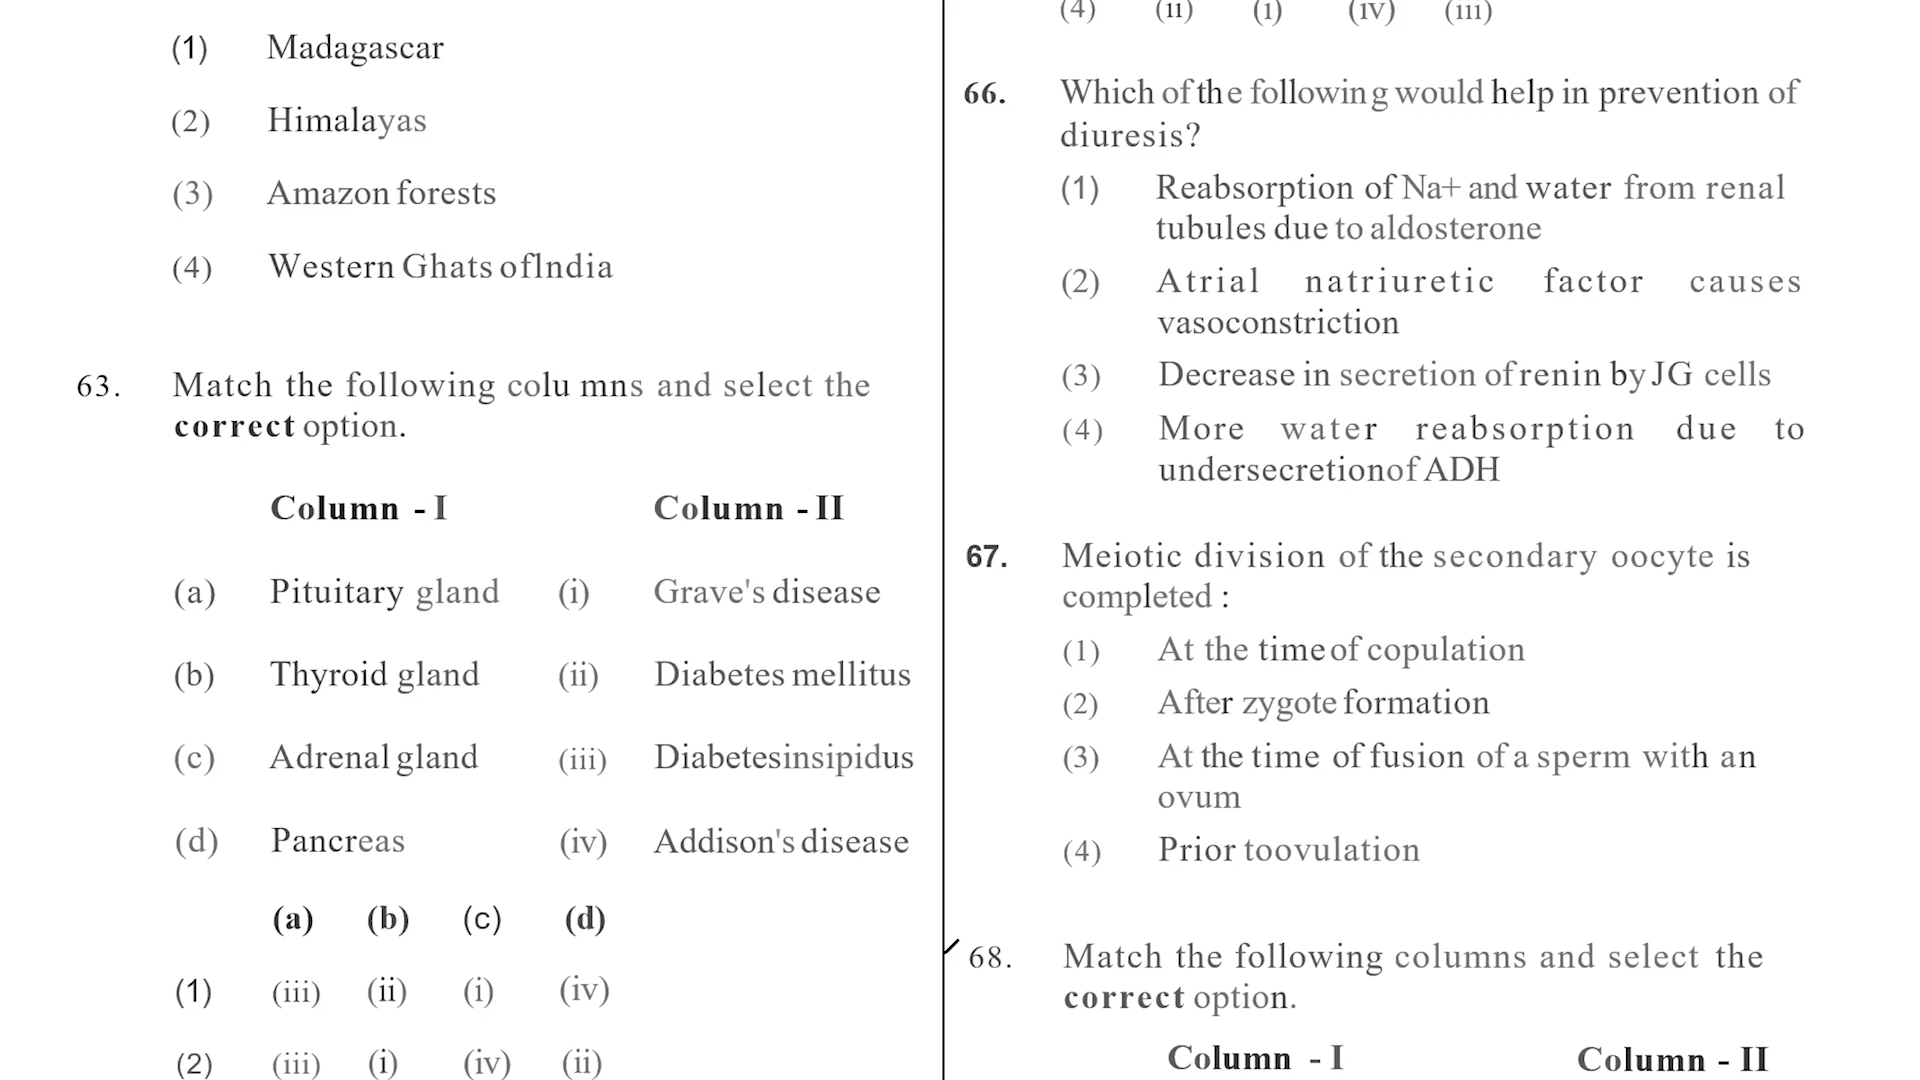 (1) Madagascar
(2) Himalayas
(3) Amazon forests
(4) Western Ghats of lndia
63. Match the following colu mns and select the
correct option.
Column - I Column - II
(a) Pituitary gland (i) Grave's disease
(b) Thyroid gland (ii) Diabetes mellitus
(c) Adrenal gland (iii) Diabetesinsipidus
(d) Pancreas (iv) Addison's disease
(a) (b) (c) (d)
(1) (iii) (ii) (i) (iv)
(2) (iii) (i) (iv) (ii)
(4) (ii) (i) (iv) (iii)
66. Which of the following would help in prevention of
diuresis?
(1) Reabsorption of Na+ and water from renal
tubules due to aldosterone
(2) Atrial natriuretic factor causes
vasoconstriction
(3) Decrease in secretion of renin by JG cells
(4) More water reabsorption due to
undersecretionof ADH
67. Meiotic division of the secondary oocyte is
completed :
(1) At the time of copulation
(2) After zygote formation
(3) At the time of fusion of a sperm with an
ovum
(4) Prior toovulation
68. Match the following columns and select the
correct option.
Column - I Column - II